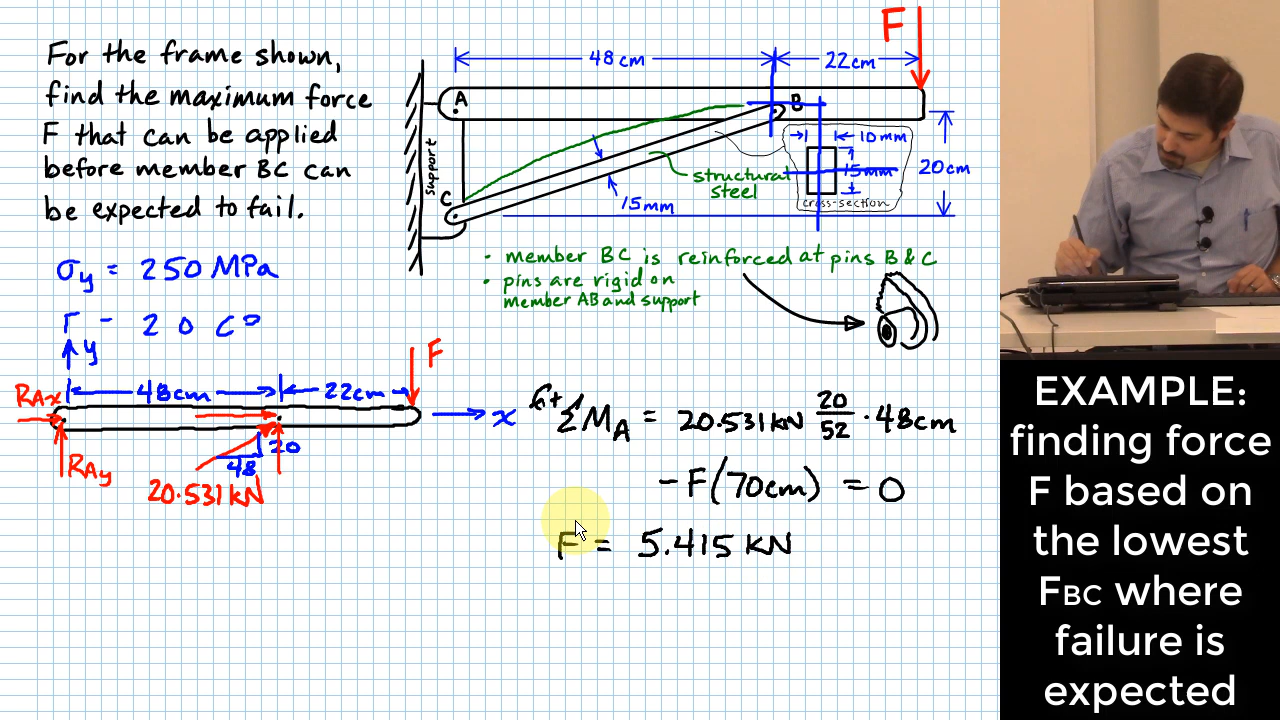 For the frame shown,
find the maximum force
F that can be applied
before member BC can
be expected to fail.
F
48cm
22cm
A
B
C
support
10mm
15mm
cross-section
20cm
structural
steel
15mm
• member BC is reinforced at pins B & C
• pins are rigid on
member AB and support
σy = 250 MPa
20 C°
y
F
48cm
22cm
RAx
x
RAy
20
48
20.531 kN
+ ΣMA = 20.531 kN 20/52 · 48cm
-F(70cm) = 0
F = 5.415 KN
EXAMPLE:
finding force
F based on
the lowest
FBC where
failure is
expected